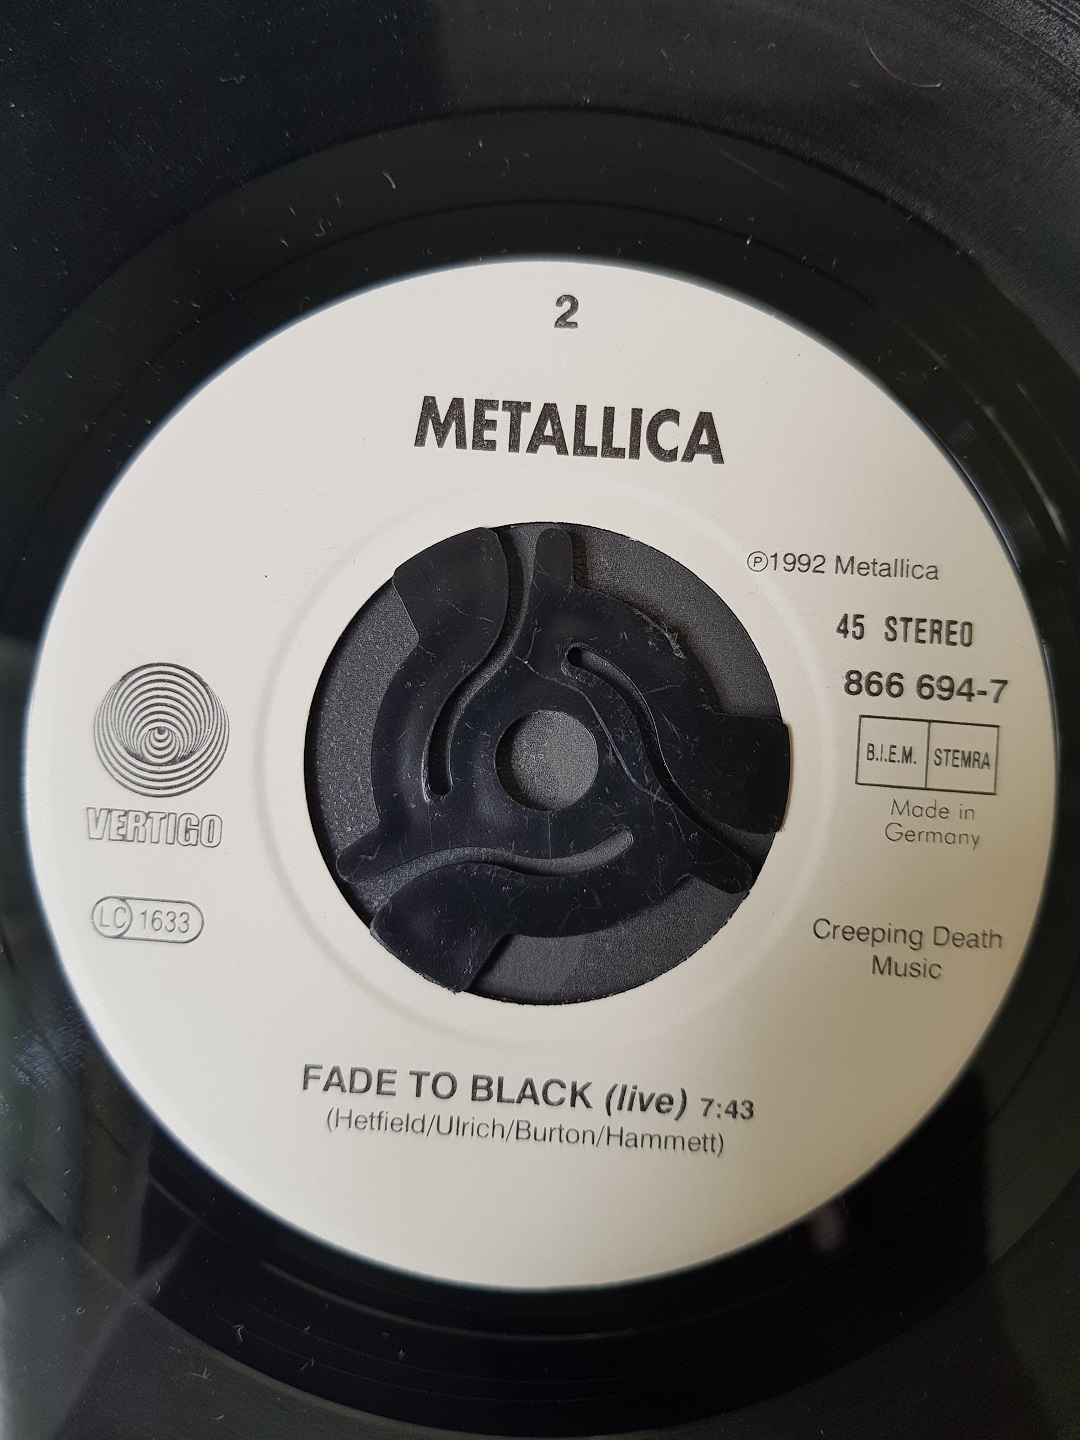 2
METALLICA
℗1992 Metallica
45 STEREO
866 694-7
B.I.E.M. STEMRA
Made in
Germany
VERTIGO
LC 1633
Creeping Death
Music
FADE TO BLACK (live) 7:43
(Hetfield/Ulrich/Burton/Hammett)